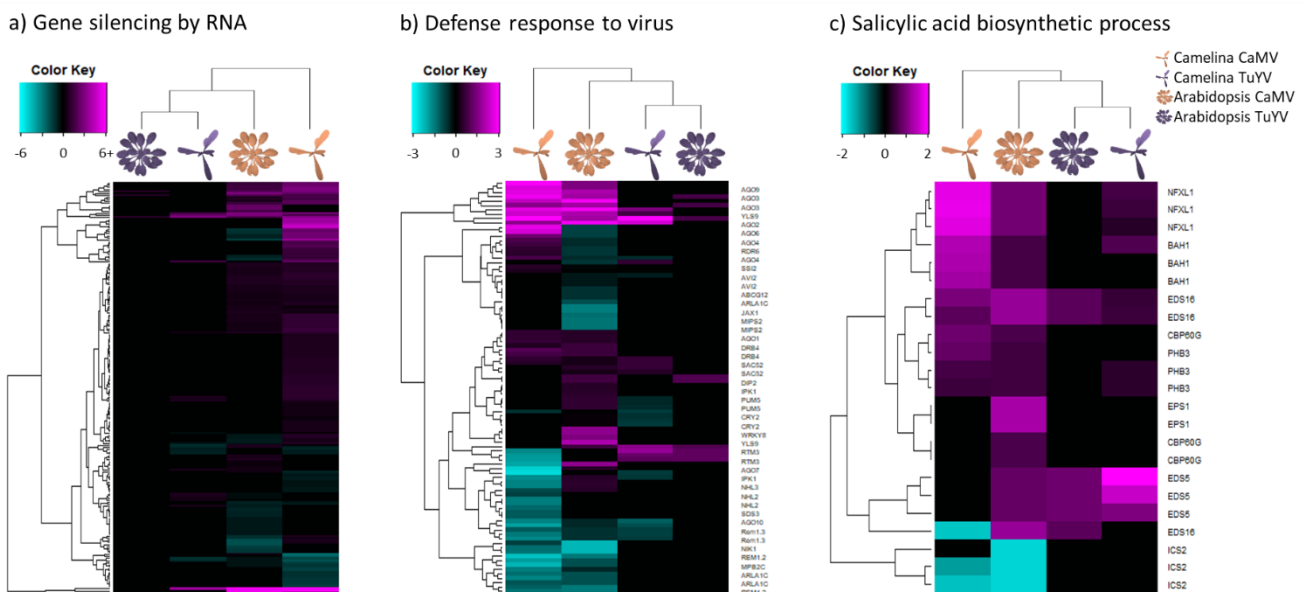 a) Gene silencing by RNA
b) Defense response to virus
c) Salicylic acid biosynthetic process
Color Key
-6 0 6+
Color Key
-3 0 3
Color Key
-2 0 2
Camelina CaMV
Camelina TuYV
Arabidopsis CaMV
Arabidopsis TuYV
AGO3
AGO3
YLS9
AGO2
AGO6
AGO4
RDR6
AGO4
SSI2
AVI2
AVI2
ABCG12
ARLA1C
JAX1
MIPS2
MIPS2
AGO1
DRB4
DRB4
SAC52
SAC52
DIP2
IPK1
PUM5
PUM5
CRY2
CRY2
WRKY8
YLS9
RTM3
RTM3
AGO7
IPK1
NHL3
NHL2
NHL2
SDS3
AGO10
Ram1.3
Ram1.3
NIK1
REM1.2
MPB2C
ARLA1C
ARLA1C
NFXL1
NFXL1
NFXL1
BAH1
BAH1
BAH1
EDS16
EDS16
CBP60G
PHB3
PHB3
PHB3
EPS1
EPS1
CBP60G
CBP60G
EDS5
EDS5
EDS5
EDS16
ICS2
ICS2
ICS2